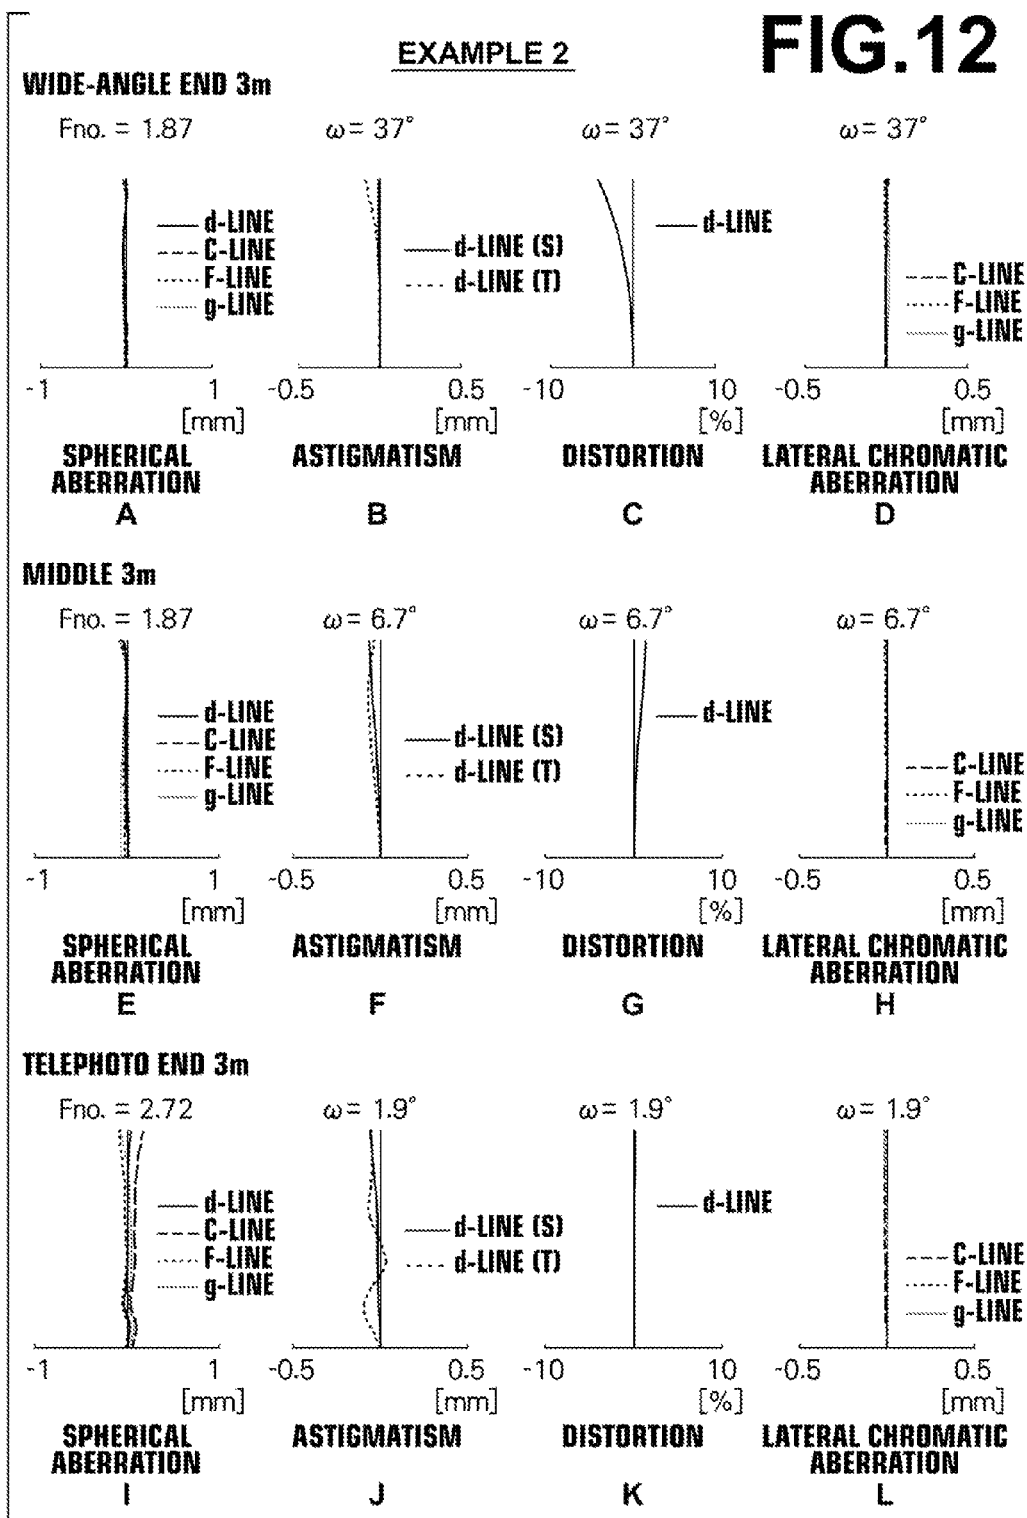 FIG.12
EXAMPLE 2
WIDE-ANGLE END 3m
Fno. = 1.87
ω = 37°
ω = 37°
ω = 37°
d-LINE
C-LINE
F-LINE
g-LINE
d-LINE (S)
d-LINE (T)
d-LINE
C-LINE
F-LINE
g-LINE
-1 1
[mm]
-0.5 0.5
[mm]
-10 10
[%]
-0.5 0.5
[mm]
SPHERICAL
ABERRATION
ASTIGMATISM
DISTORTION
LATERAL CHROMATIC
ABERRATION
A
B
C
D
MIDDLE 3m
Fno. = 1.87
ω = 6.7°
ω = 6.7°
ω = 6.7°
d-LINE
C-LINE
F-LINE
g-LINE
d-LINE (S)
d-LINE (T)
d-LINE
C-LINE
F-LINE
g-LINE
-1 1
[mm]
-0.5 0.5
[mm]
-10 10
[%]
-0.5 0.5
[mm]
SPHERICAL
ABERRATION
ASTIGMATISM
DISTORTION
LATERAL CHROMATIC
ABERRATION
E
F
G
H
TELEPHOTO END 3m
Fno. = 2.72
ω = 1.9°
ω = 1.9°
ω = 1.9°
d-LINE
C-LINE
F-LINE
g-LINE
d-LINE (S)
d-LINE (T)
d-LINE
C-LINE
F-LINE
g-LINE
-1 1
[mm]
-0.5 0.5
[mm]
-10 10
[%]
-0.5 0.5
[mm]
SPHERICAL
ABERRATION
ASTIGMATISM
DISTORTION
LATERAL CHROMATIC
ABERRATION
I
J
K
L